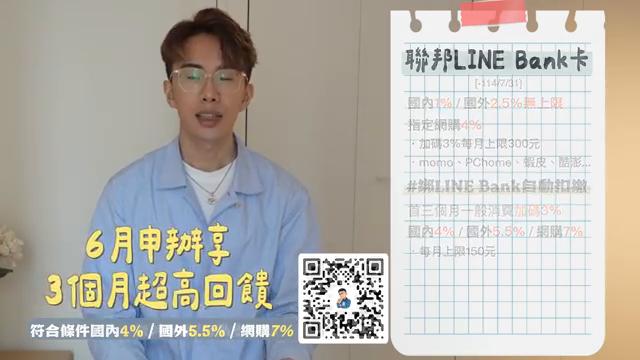 聯邦LINE Bank卡
[-114/7/31]
國內1% / 國外2.5%無上限
指定網購4%
・加碼3%每月上限300元
・momo、PChome、蝦皮、酷澎...
#綁LINE Bank自動扣繳
首三個月一般消費加碼3%
國內4% / 國外5.5% / 網購7%
・每月上限150元
6月申辦享
3個月超高回饋
符合條件國內4% / 國外5.5% / 網購7%